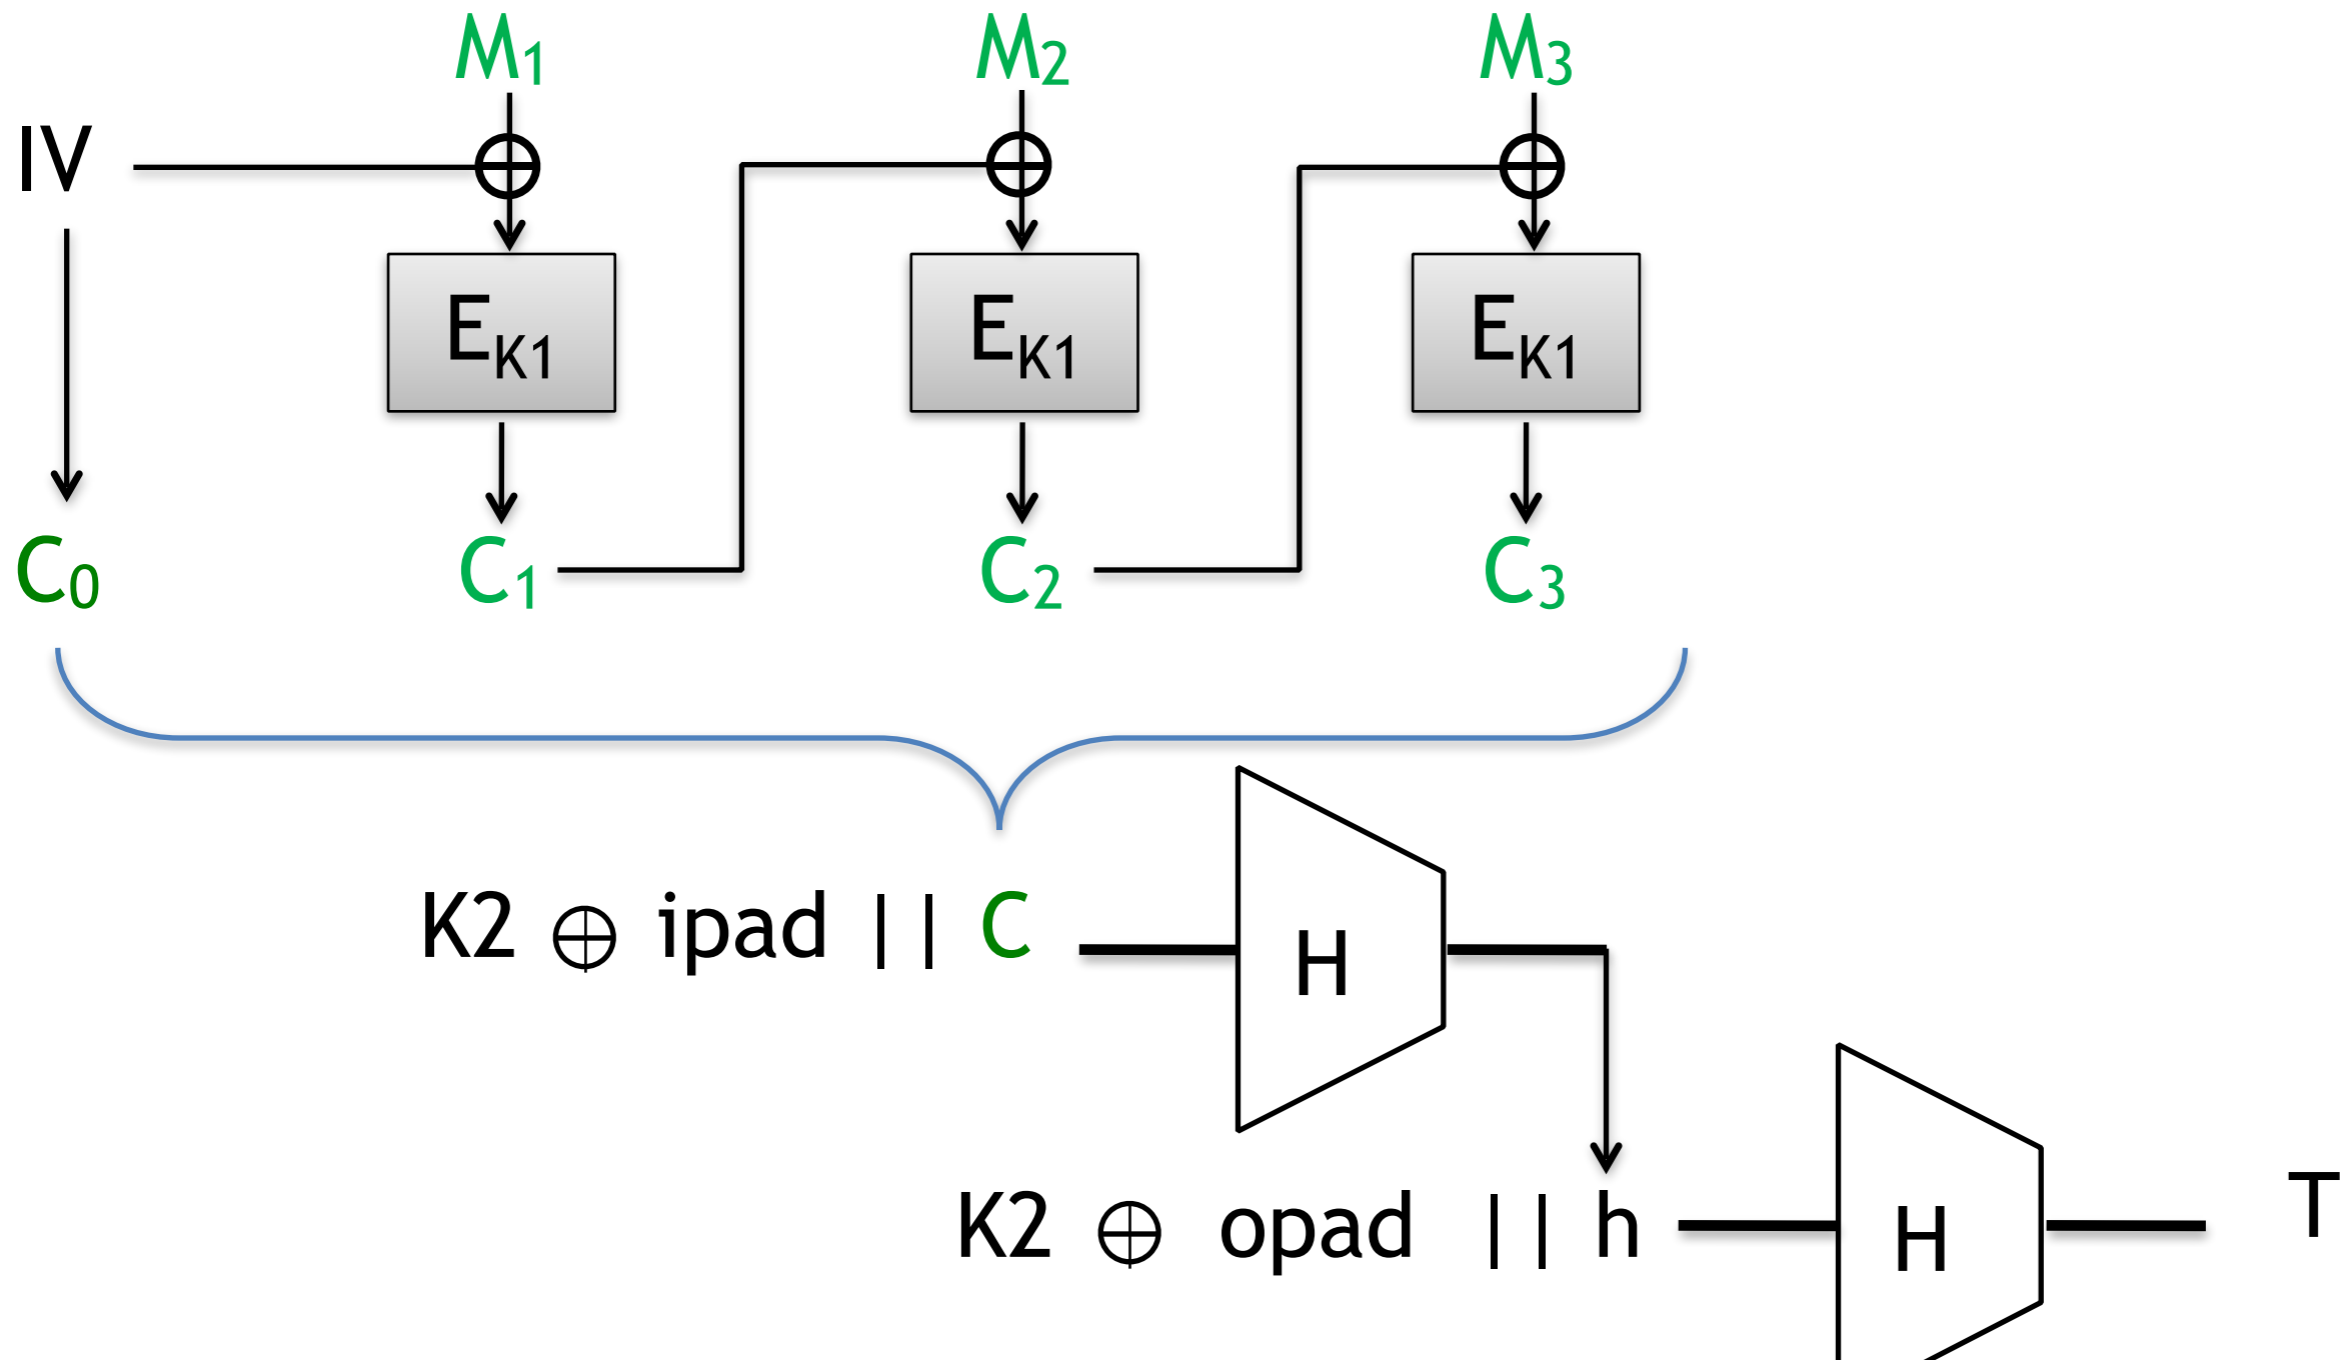 M1 M2 M3
IV
EK1 EK1 EK1
C0 C1 C2 C3
K2 ⊕ ipad || C
H
K2 ⊕ opad || h
H
T